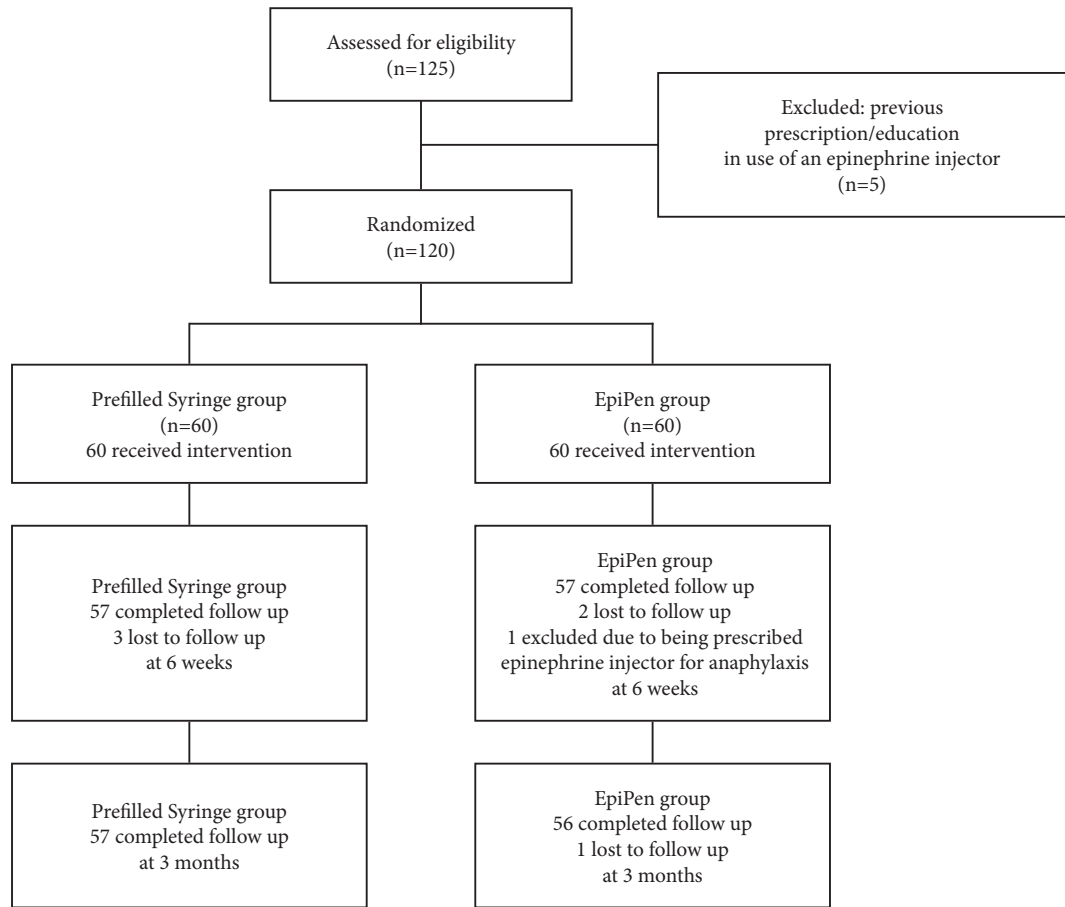 Assessed for eligibility
(n=125)
Excluded: previous
prescription/education
in use of an epinephrine injector
(n=5)
Randomized
(n=120)
Prefilled Syringe group
(n=60)
60 received intervention
EpiPen group
(n=60)
60 received intervention
Prefilled Syringe group
57 completed follow up
3 lost to follow up
at 6 weeks
EpiPen group
57 completed follow up
2 lost to follow up
1 excluded due to being prescribed
epinephrine injector for anaphylaxis
at 6 weeks
Prefilled Syringe group
57 completed follow up
at 3 months
EpiPen group
56 completed follow up
1 lost to follow up
at 3 months